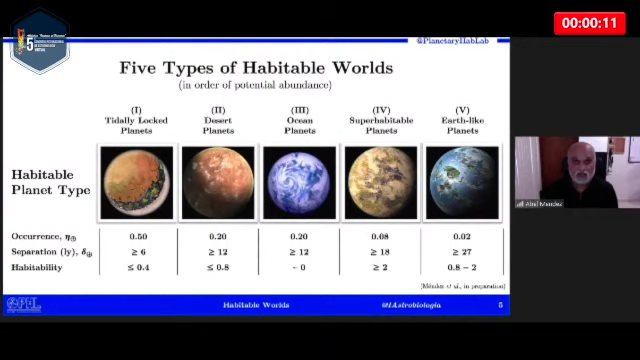 00:00:11
@PlanetaryHabLab
Five Types of Habitable Worlds
(in order of potential abundance)
(I) (II) (III) (IV) (V)
Tidally Locked Desert Ocean Superhabitable Earth-like
Planets Planets Planets Planets Planets
Habitable
Planet Type
Occurrence, η⊕ 0.50 0.20 0.20 0.08 0.02
Separation (ly), δ⊕ ≥ 6 ≥ 12 ≥ 12 ≥ 18 ≥ 27
Habitability ≤ 0.4 ≤ 0.8 ~ 0 ≥ 2 0.8 – 2
(Méndez et al., in preparation)
Habitable Worlds @1Astrobiologia 5
Abel Mendez